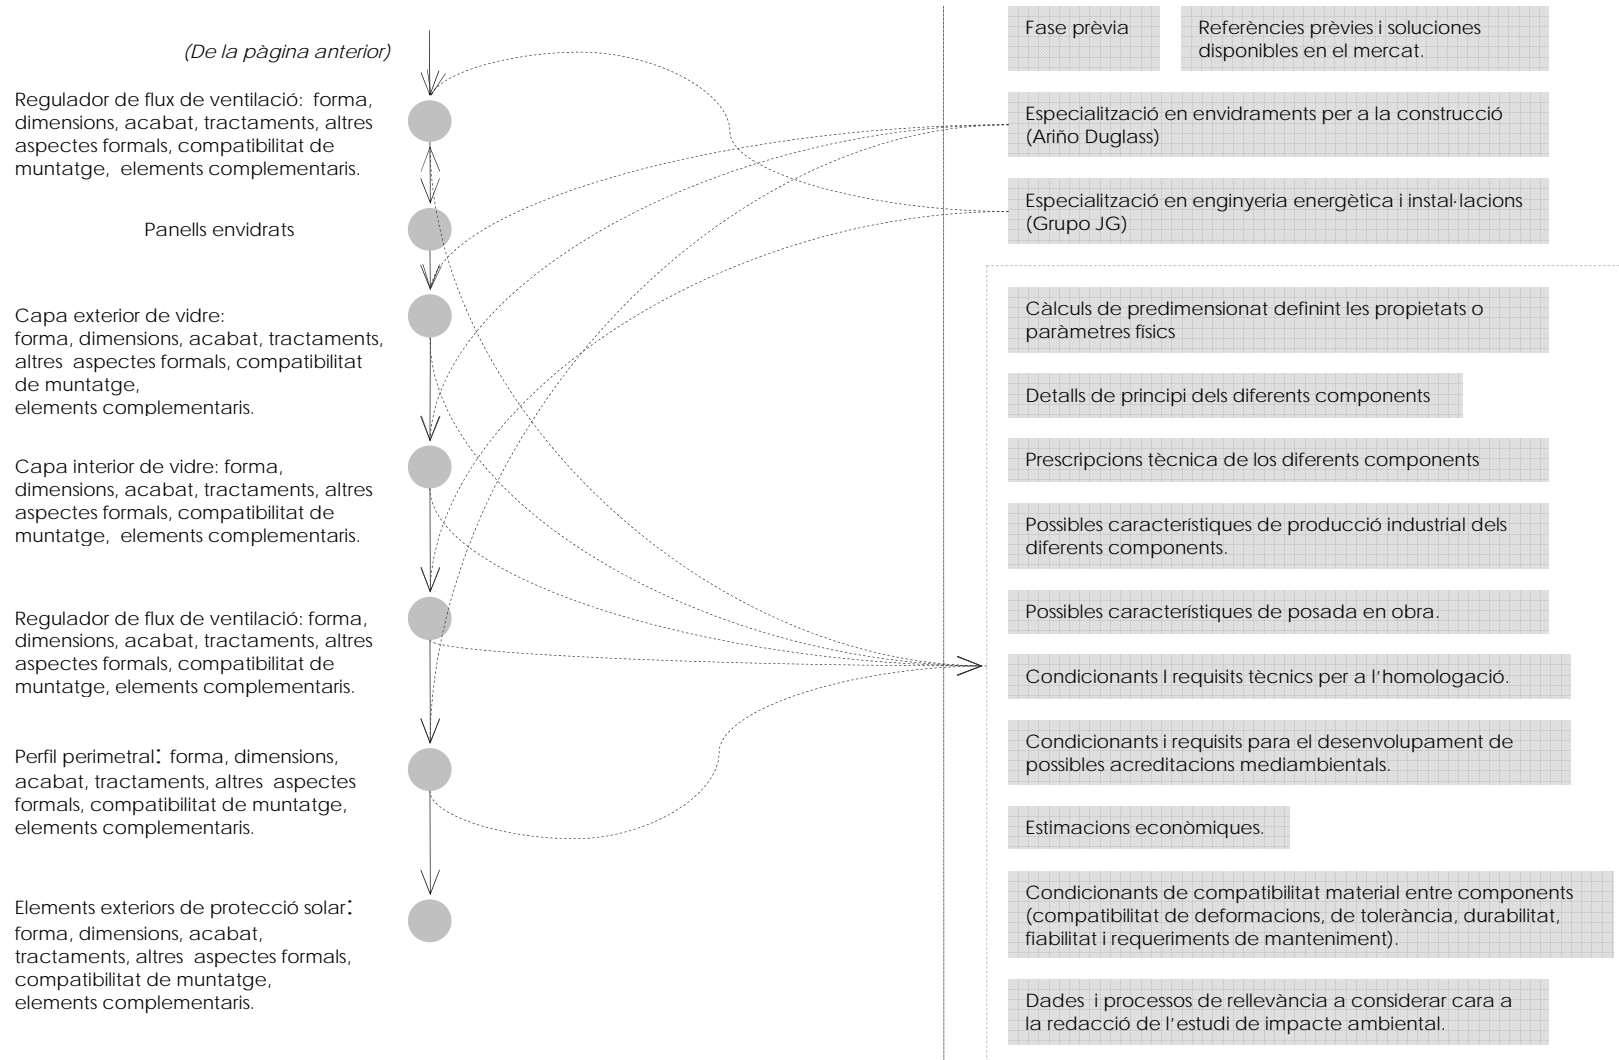 (De la pàgina anterior)
Regulador de flux de ventilació:  forma,
dimensions, acabat, tractaments, altres
aspectes formals, compatibilitat de
muntatge,  elements complementaris.
Panells envidrats
Capa exterior de vidre:
forma, dimensions, acabat, tractaments,
altres  aspectes formals, compatibilitat
de muntatge,
elements complementaris.
Capa interior de vidre: forma,
dimensions, acabat, tractaments, altres
aspectes formals, compatibilitat de
muntatge,  elements complementaris.
Regulador de flux de ventilació: forma,
dimensions, acabat, tractaments, altres
aspectes formals, compatibilitat de
muntatge, elements complementaris.
Perfil perimetral:  forma, dimensions,
acabat, tractaments, altres  aspectes
formals, compatibilitat de muntatge,
elements complementaris.
Elements exteriors de protecció solar:
forma, dimensions, acabat,
tractaments, altres  aspectes formals,
compatibilitat de muntatge,
elements complementaris.
Fase prèvia
Referències prèvies i soluciones
disponibles en el mercat.
Especialització en envidraments per a la construcció
(Ariño Duglass)
Especialització en enginyeria energètica i instal·lacions
(Grupo JG)
Càlculs de predimensionat definint les propietats o
paràmetres físics
Detalls de principi dels diferents components
Prescripcions tècnica de los diferents components
Possibles característiques de producció industrial dels
diferents components.
Possibles característiques de posada en obra.
Condicionants I requisits tècnics per a l'homologació.
Condicionants i requisits para el desenvolupament de
possibles acreditacions mediambientals.
Estimacions econòmiques.
Condicionants de compatibilitat material entre components
(compatibilitat de deformacions, de tolerància, durabilitat,
fiabilitat i requeriments de manteniment).
Dades  i processos de rellevància a considerar cara a
la redacció de l'estudi de impacte ambiental.